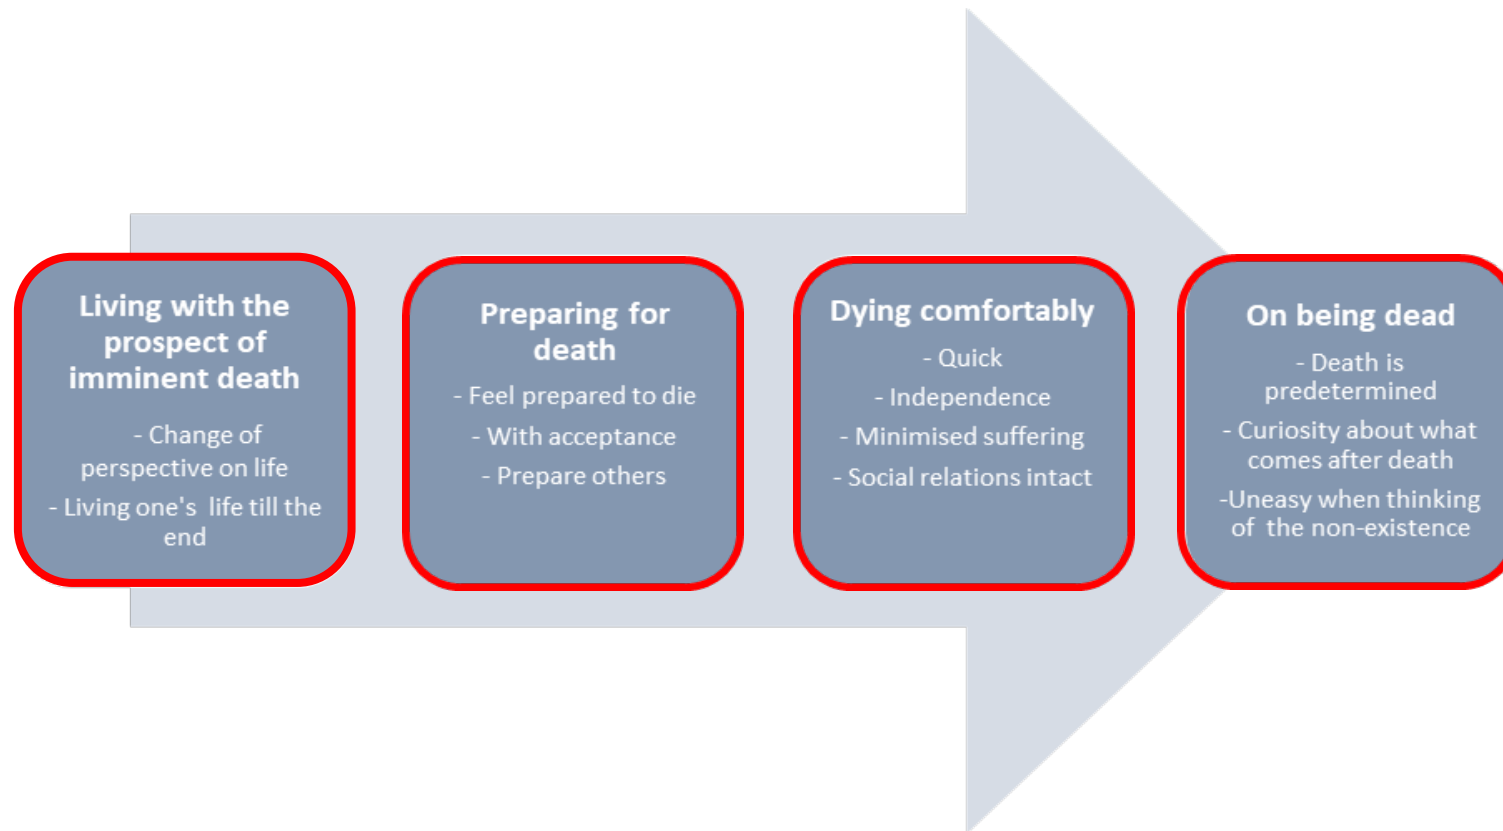 Living with the
prospect of
imminent death
- Change of
perspective on life
- Living one's  life till the
end
Preparing for
death
- Feel prepared to die
- With acceptance
- Prepare others
Dying comfortably
- Quick
- Independence
- Minimised suffering
- Social relations intact
On being dead
- Death is
predetermined
- Curiosity about what
comes after death
-Uneasy when thinking
of  the non-existence